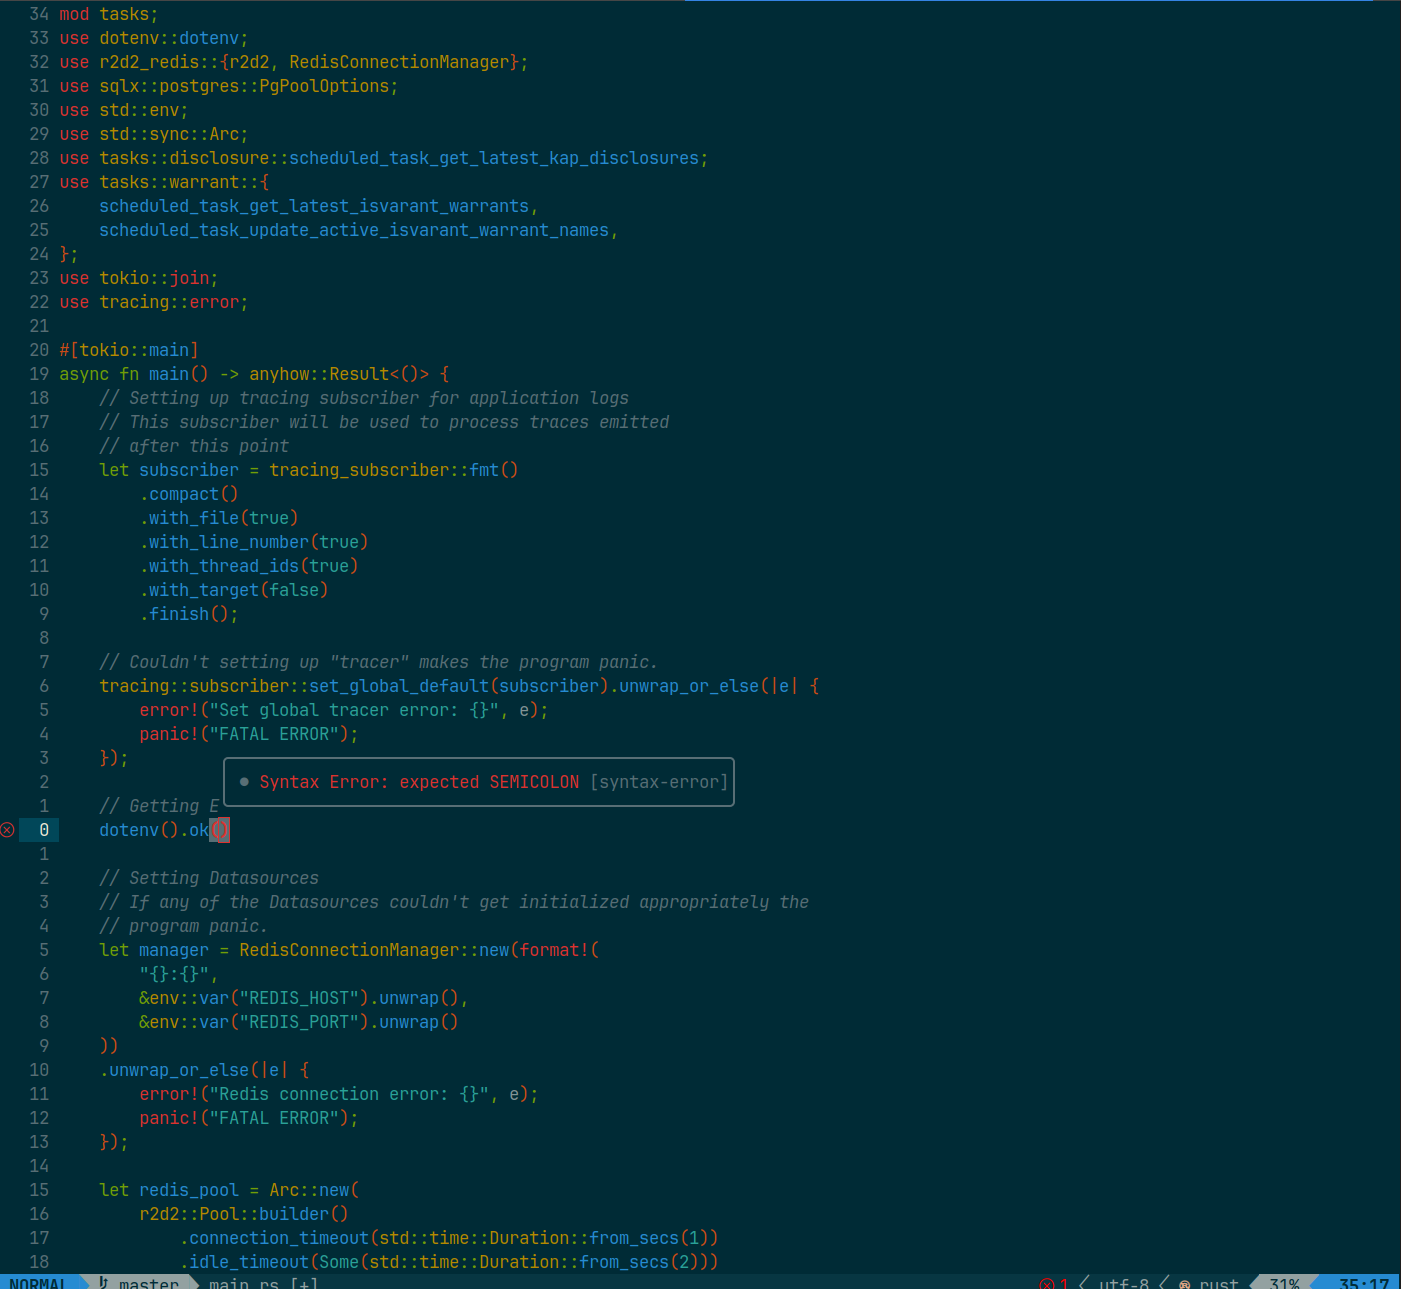 34 mod tasks;
33 use dotenv::dotenv;
32 use r2d2_redis::{r2d2, RedisConnectionManager};
31 use sqlx::postgres::PgPoolOptions;
30 use std::env;
29 use std::sync::Arc;
28 use tasks::disclosure::scheduled_task_get_latest_kap_disclosures;
27 use tasks::warrant::{
26     scheduled_task_get_latest_isvarant_warrants,
25     scheduled_task_update_active_isvarant_warrant_names,
24 };
23 use tokio::join;
22 use tracing::error;
21
20 #[tokio::main]
19 async fn main() -> anyhow::Result<()> {
18     // Setting up tracing subscriber for application logs
17     // This subscriber will be used to process traces emitted
16     // after this point
15     let subscriber = tracing_subscriber::fmt()
14         .compact()
13         .with_file(true)
12         .with_line_number(true)
11         .with_thread_ids(true)
10         .with_target(false)
9         .finish();
8
7     // Couldn't setting up "tracer" makes the program panic.
6     tracing::subscriber::set_global_default(subscriber).unwrap_or_else(|e| {
5         error!("Set global tracer error: {}", e);
4         panic!("FATAL ERROR");
3     });
2 ● Syntax Error: expected SEMICOLON [syntax-error]
1     // Getting E
0     dotenv().ok()
1
2     // Setting Datasources
3     // If any of the Datasources couldn't get initialized appropriately the
4     // program panic.
5     let manager = RedisConnectionManager::new(format!(
6         "{}:{}",
7         &env::var("REDIS_HOST").unwrap(),
8         &env::var("REDIS_PORT").unwrap()
9     ))
10     .unwrap_or_else(|e| {
11         error!("Redis connection error: {}", e);
12         panic!("FATAL ERROR");
13     });
14
15     let redis_pool = Arc::new(
16         r2d2::Pool::builder()
17             .connection_timeout(std::time::Duration::from_secs(1))
18             .idle_timeout(Some(std::time::Duration::from_secs(2)))
NORMAL master main.rs [+] 1 utf-8 rust 31% 35:17